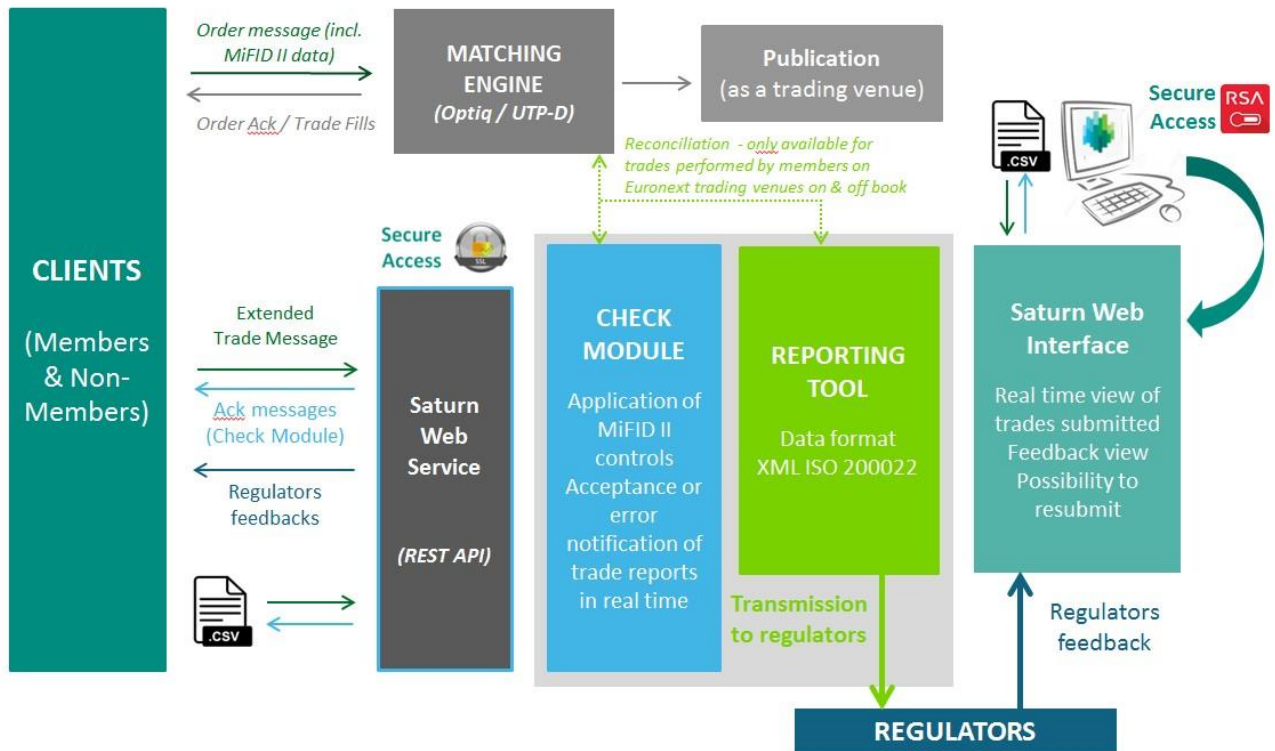 Order message (incl.
MiFID II data)
Order Ack / Trade Fills
MATCHING
ENGINE
(Optiq / UTP-D)
Publication
(as a trading venue)
Secure
Access
RSA
.CSV
Reconciliation - only available for
trades performed by members on
Euronext trading venues on & off book
CLIENTS
(Members
& Non-
Members)
Secure
Access
SSL
Extended
Trade Message
Ack messages
(Check Module)
Regulators
feedbacks
.CSV
Saturn
Web
Service
(REST API)
CHECK
MODULE
Application of
MiFID II
controls
Acceptance or
error
notification of
trade reports
in real time
REPORTING
TOOL
Data format
XML ISO 200022
Transmission
to regulators
Saturn Web
Interface
Real time view of
trades submitted
Feedback view
Possibility to
resubmit
Regulators
feedback
REGULATORS